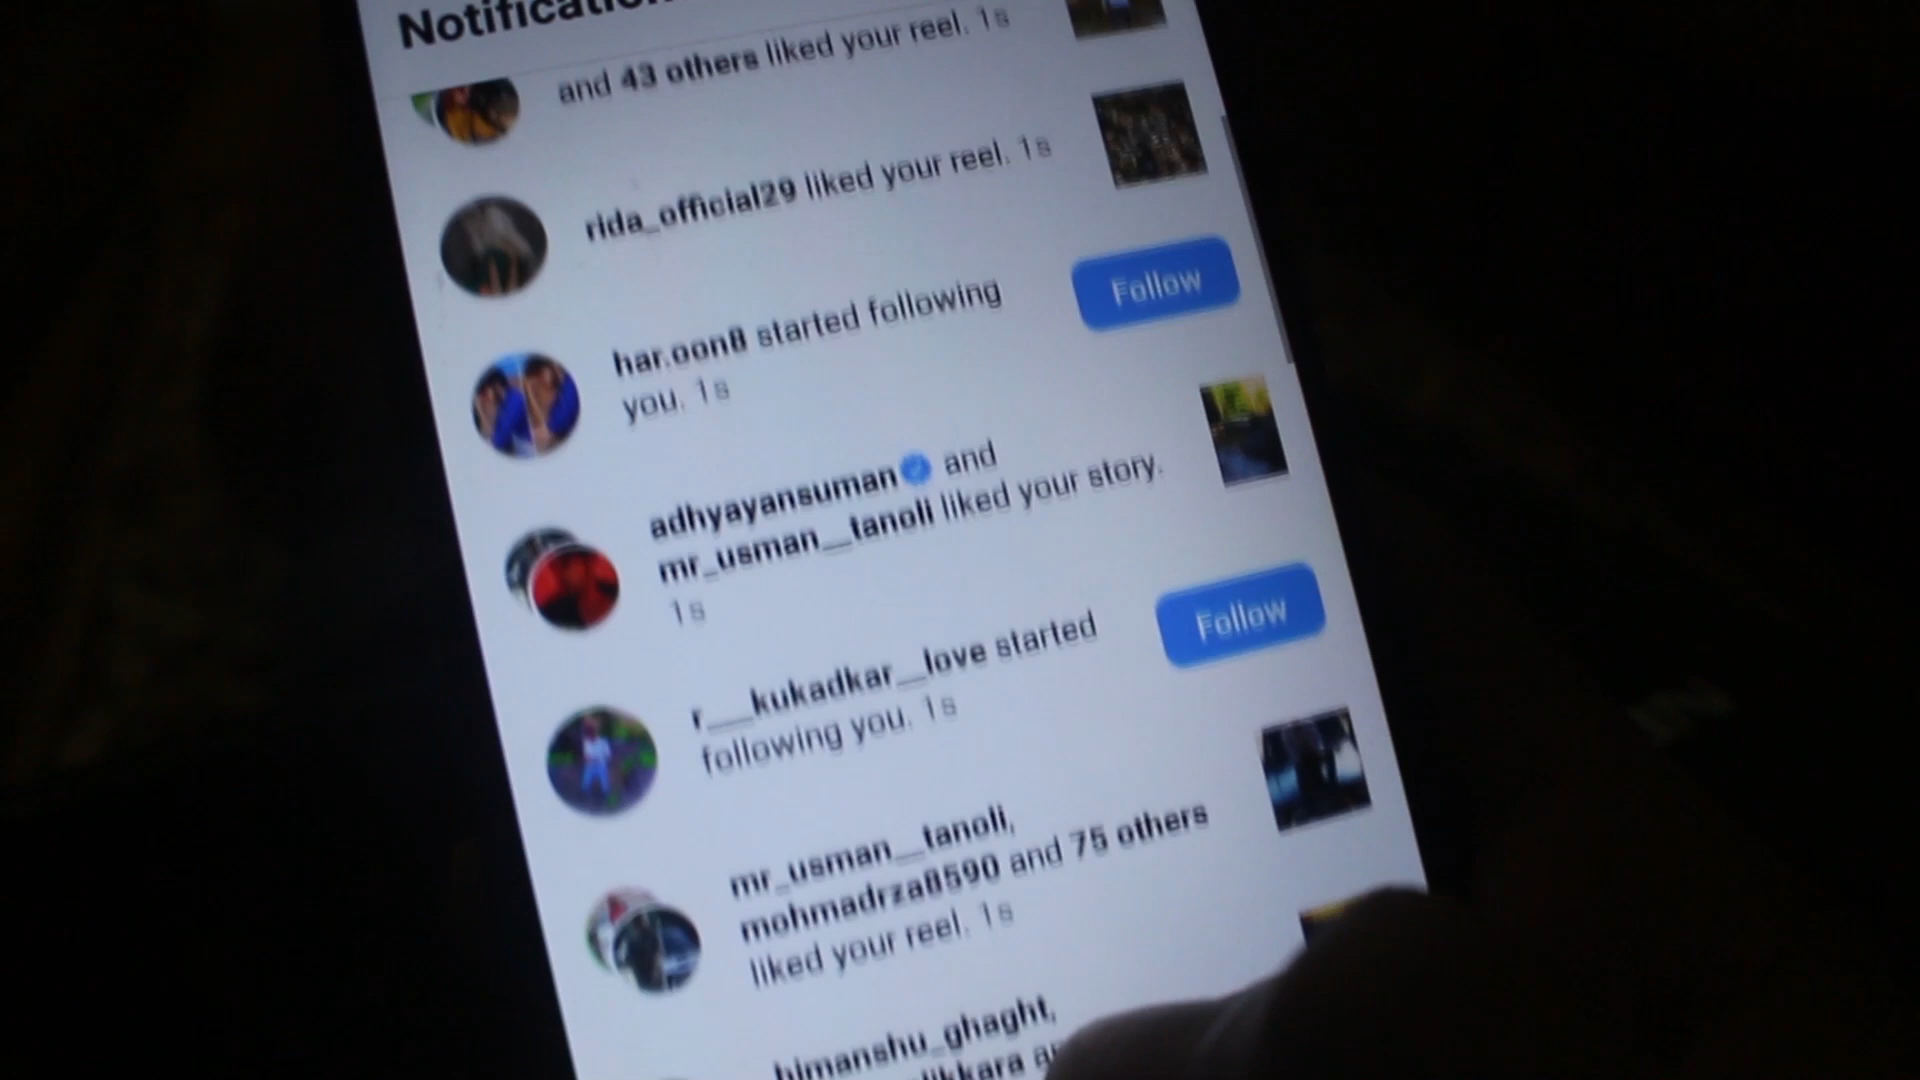 Notification
and 43 others liked your reel. 1s
rida_official29 liked your reel. 1s
har.oon8 started following
you. 1s
Follow
adhyayansuman and
mr_usman__tanoli liked your story.
1s
r___kukadkar__love started
following you. 1s
Follow
mr_usman__tanoli,
mohmadrza8590 and 75 others
liked your reel. 1s
himanshu_ghaght,